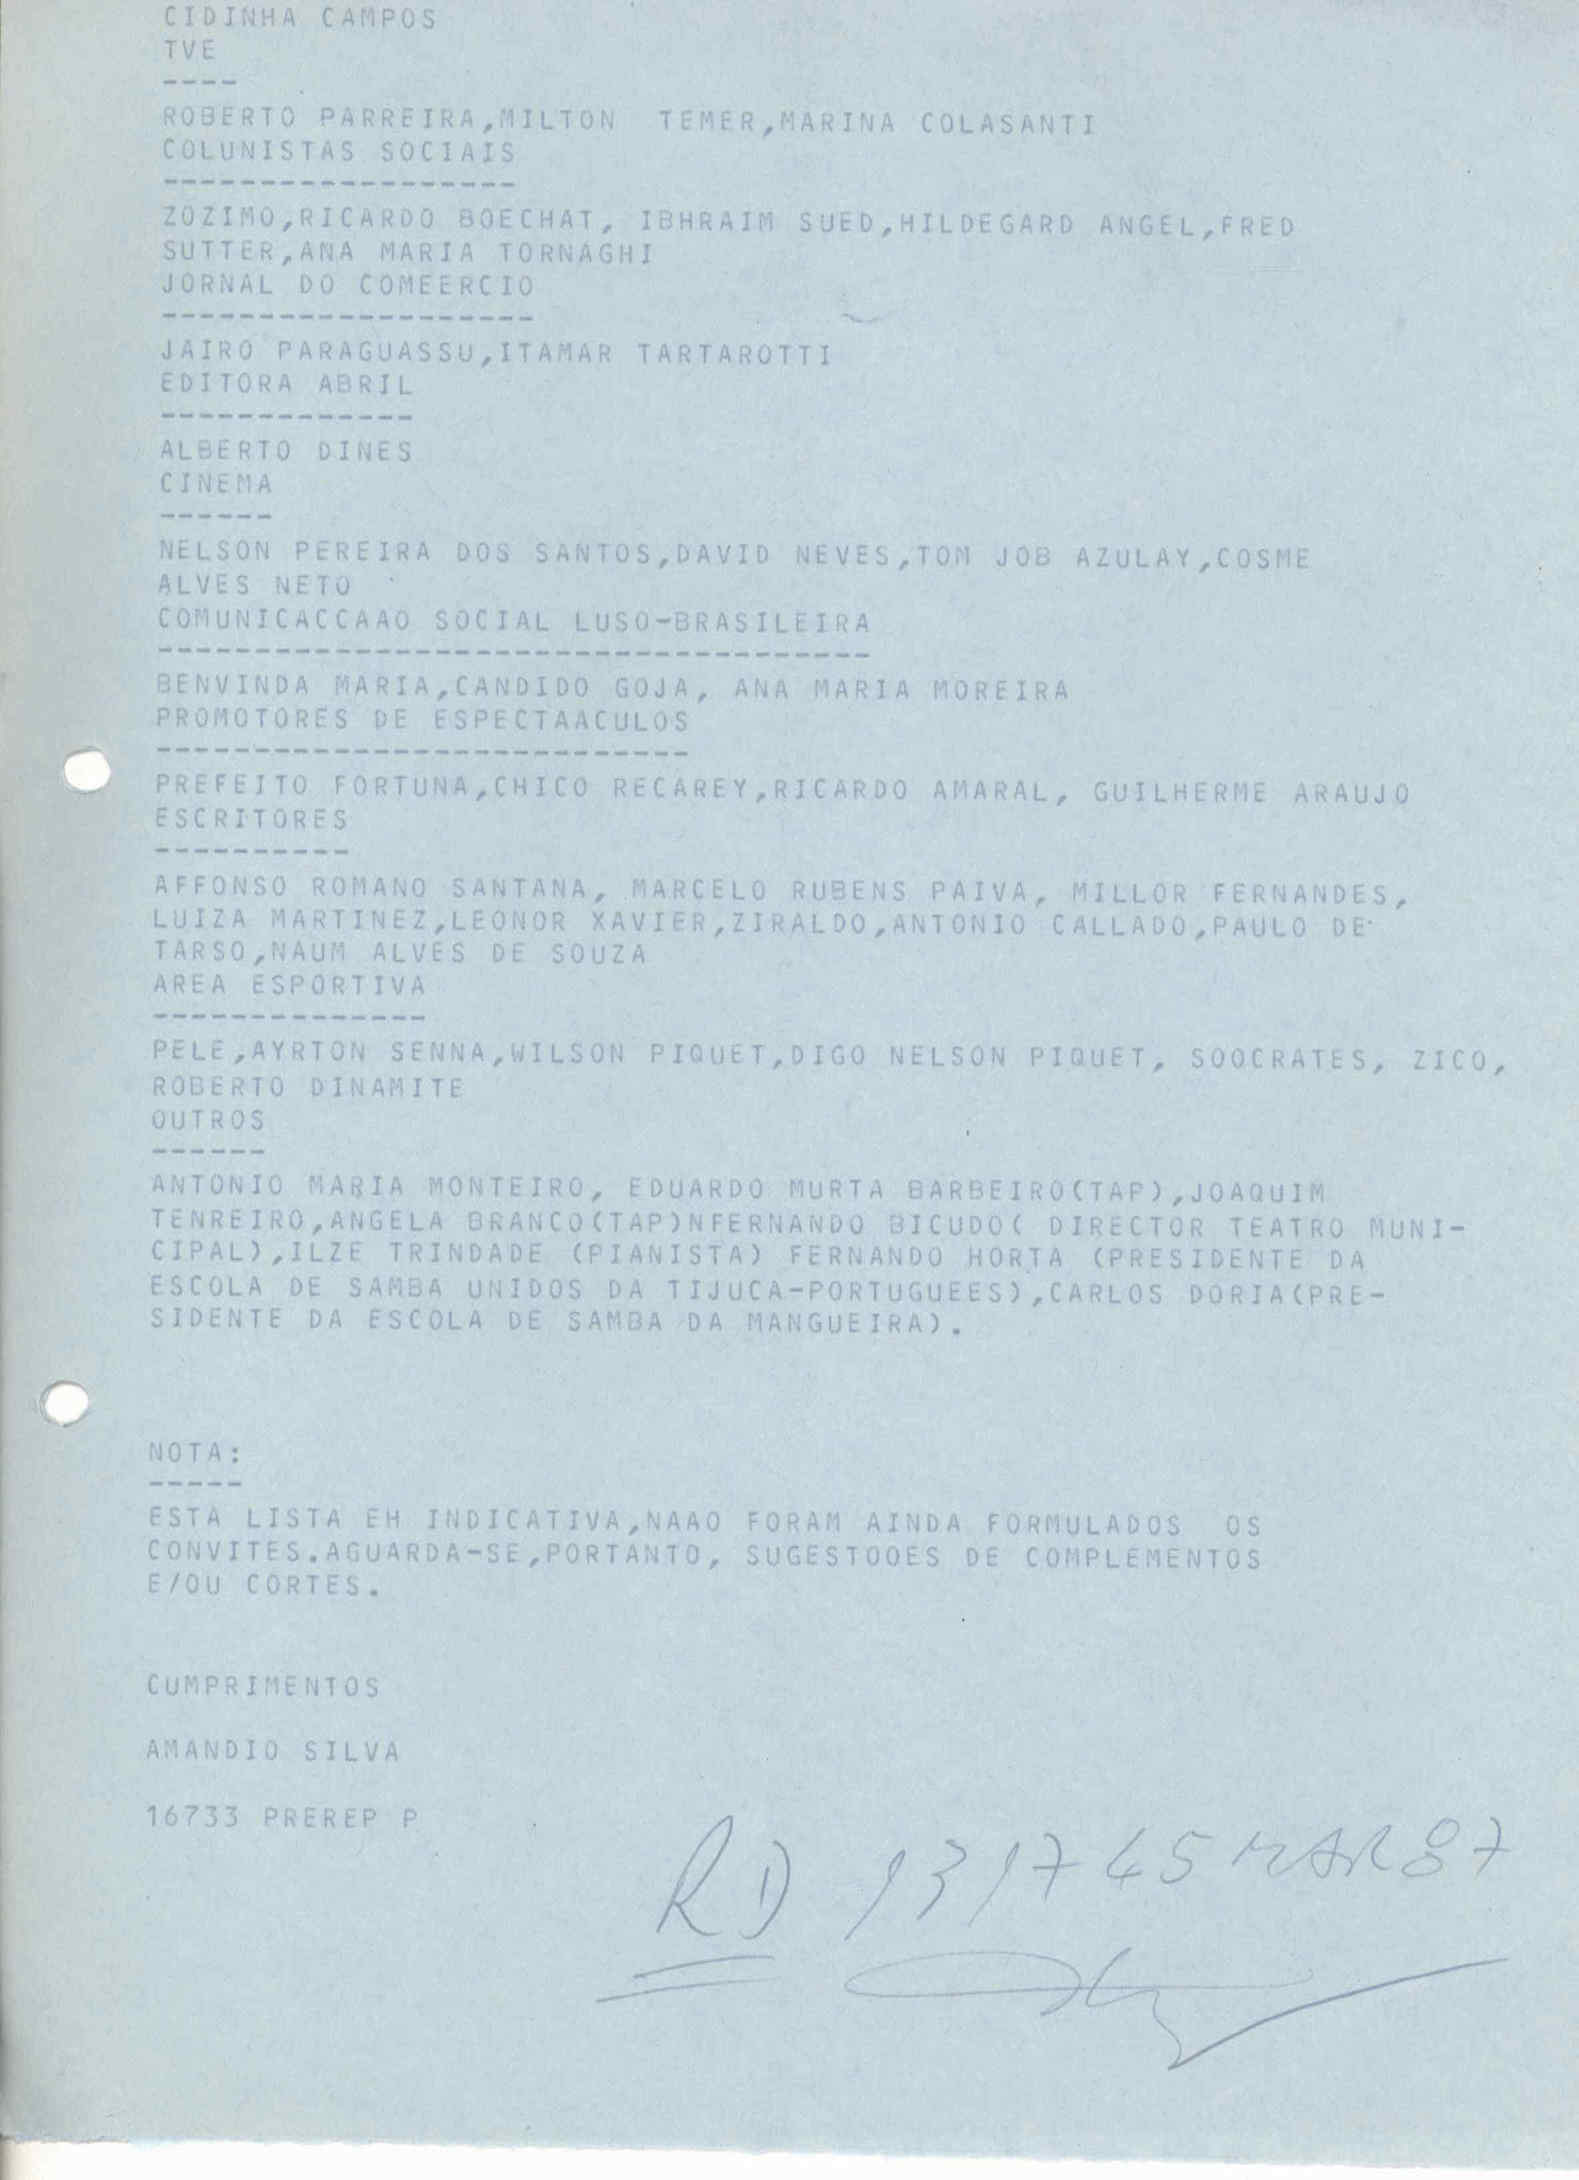 CIDINHA CAMPOS
TVE
----
ROBERTO PARREIRA,MILTON  TEMER,MARINA COLASANTI
COLUNISTAS SOCIAIS
------------------
ZOZIMO,RICARDO BOECHAT, IBHRAIM SUED,HILDEGARD ANGEL,FRED
SUTTER,ANA MARIA TORNAGHI
JORNAL DO COMEERCIO
-------------------
JAIRO PARAGUASSU,ITAMAR TARTAROTTI
EDITORA ABRIL
-------------
ALBERTO DINES
CINEMA
------
NELSON PEREIRA DOS SANTOS,DAVID NEVES,TOM JOB AZULAY,COSME
ALVES NETO
COMUNICACCAAO SOCIAL LUSO-BRASILEIRA
------------------------------------
BENVINDA MARIA,CANDIDO GOJA, ANA MARIA MOREIRA
PROMOTORES DE ESPECTAACULOS
---------------------------
PREFEITO FORTUNA,CHICO RECAREY,RICARDO AMARAL, GUILHERME ARAUJO
ESCRITORES
----------
AFFONSO ROMANO SANTANA, MARCELO RUBENS PAIVA, MILLOR FERNANDES,
LUIZA MARTINEZ,LEONOR XAVIER,ZIRALDO,ANTONIO CALLADO,PAULO DE
TARSO,NAUM ALVES DE SOUZA
AREA ESPORTIVA
--------------
PELE,AYRTON SENNA,WILSON PIQUET,DIGO NELSON PIQUET, SOOCRATES, ZICO,
ROBERTO DINAMITE
OUTROS
------
ANTONIO MARIA MONTEIRO, EDUARDO MURTA BARBEIRO(TAP),JOAQUIM
TENREIRO,ANGELA BRANCO(TAP)NFERNANDO BICUDO( DIRECTOR TEATRO MUNI-
CIPAL),ILZE TRINDADE (PIANISTA) FERNANDO HORTA (PRESIDENTE DA
ESCOLA DE SAMBA UNIDOS DA TIJUCA-PORTUGUEES),CARLOS DORIA(PRE-
SIDENTE DA ESCOLA DE SAMBA DA MANGUEIRA).
NOTA:
-----
ESTA LISTA EH INDICATIVA,NAAO FORAM AINDA FORMULADOS  OS
CONVITES.AGUARDA-SE,PORTANTO, SUGESTOOES DE COMPLEMENTOS
E/OU CORTES.
CUMPRIMENTOS
AMANDIO SILVA
16733 PREREP P
RD 131745 MAR 87